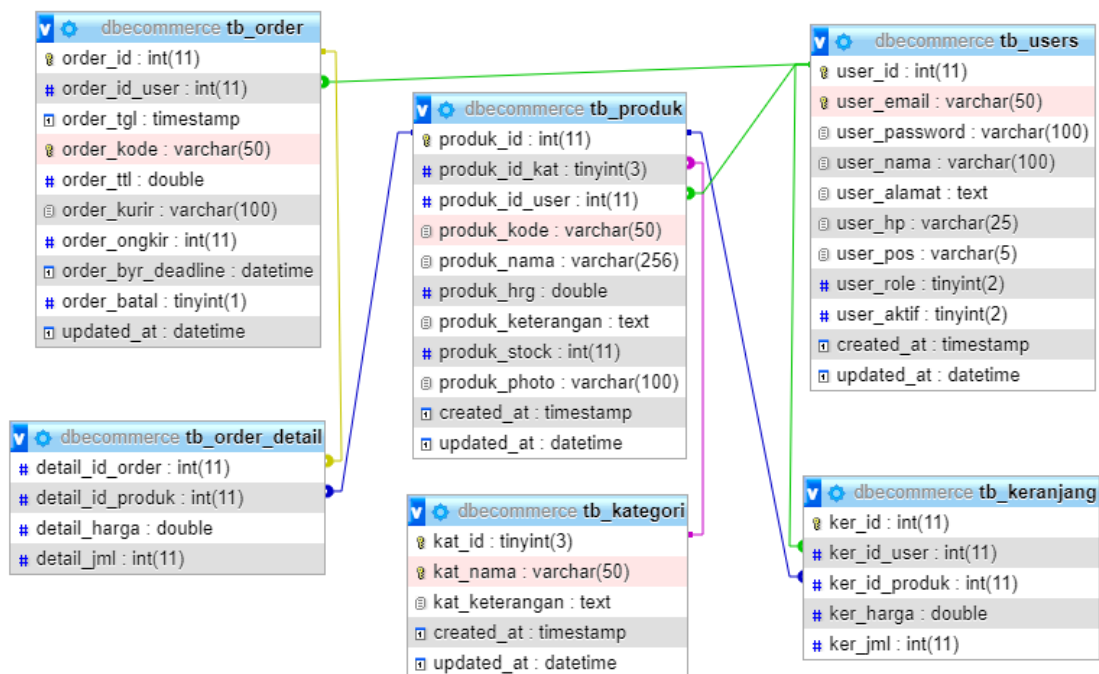 dbecommerce tb_order
order_id : int(11)
order_id_user : int(11)
order_tgl : timestamp
order_kode : varchar(50)
order_ttl : double
order_kurir : varchar(100)
order_ongkir : int(11)
order_byr_deadline : datetime
order_batal : tinyint(1)
updated_at : datetime
dbecommerce tb_order_detail
detail_id_order : int(11)
detail_id_produk : int(11)
detail_harga : double
detail_jml : int(11)
dbecommerce tb_produk
produk_id : int(11)
produk_id_kat : tinyint(3)
produk_id_user : int(11)
produk_kode : varchar(50)
produk_nama : varchar(256)
produk_hrg : double
produk_keterangan : text
produk_stock : int(11)
produk_photo : varchar(100)
created_at : timestamp
updated_at : datetime
dbecommerce tb_kategori
kat_id : tinyint(3)
kat_nama : varchar(50)
kat_keterangan : text
created_at : timestamp
updated_at : datetime
dbecommerce tb_users
user_id : int(11)
user_email : varchar(50)
user_password : varchar(100)
user_nama : varchar(100)
user_alamat : text
user_hp : varchar(25)
user_pos : varchar(5)
user_role : tinyint(2)
user_aktif : tinyint(2)
created_at : timestamp
updated_at : datetime
dbecommerce tb_keranjang
ker_id : int(11)
ker_id_user : int(11)
ker_id_produk : int(11)
ker_harga : double
ker_jml : int(11)